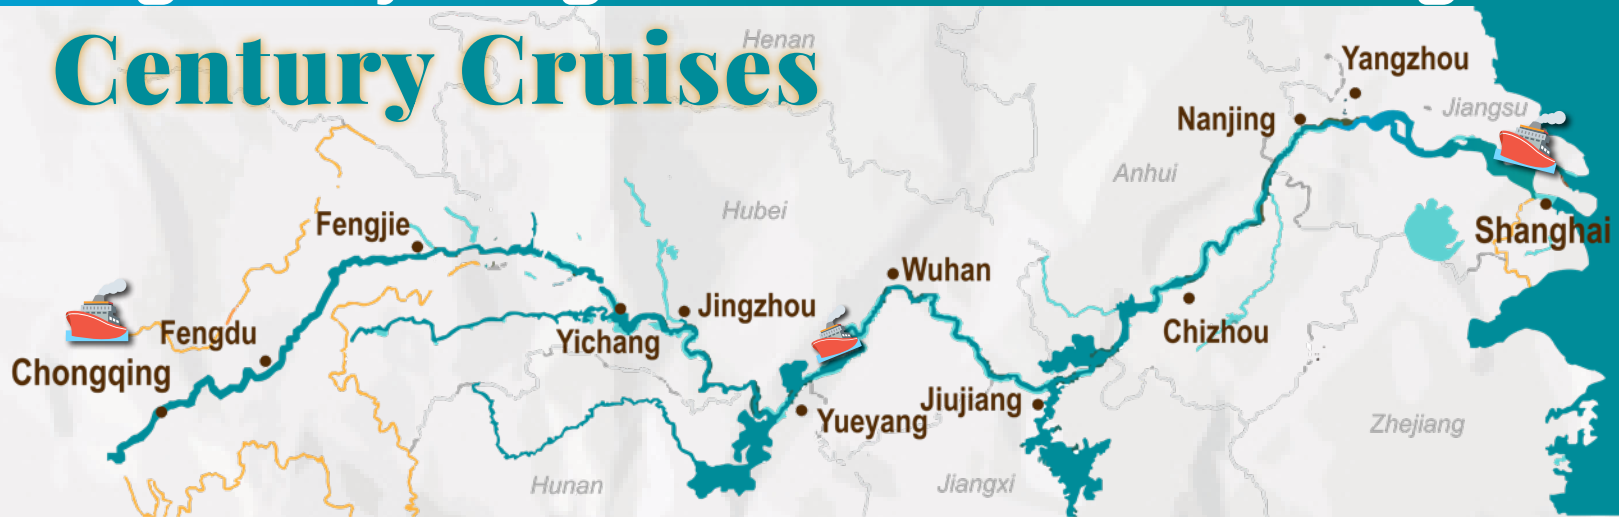 Century Cruises
Henan
Yangzhou
Jiangsu
Nanjing
Anhui
Hubei
Fengjie
Shanghai
Wuhan
Jingzhou
Fengdu
Yichang
Chizhou
Chongqing
Jiujiang
Yueyang
Zhejiang
Hunan
Jiangxi